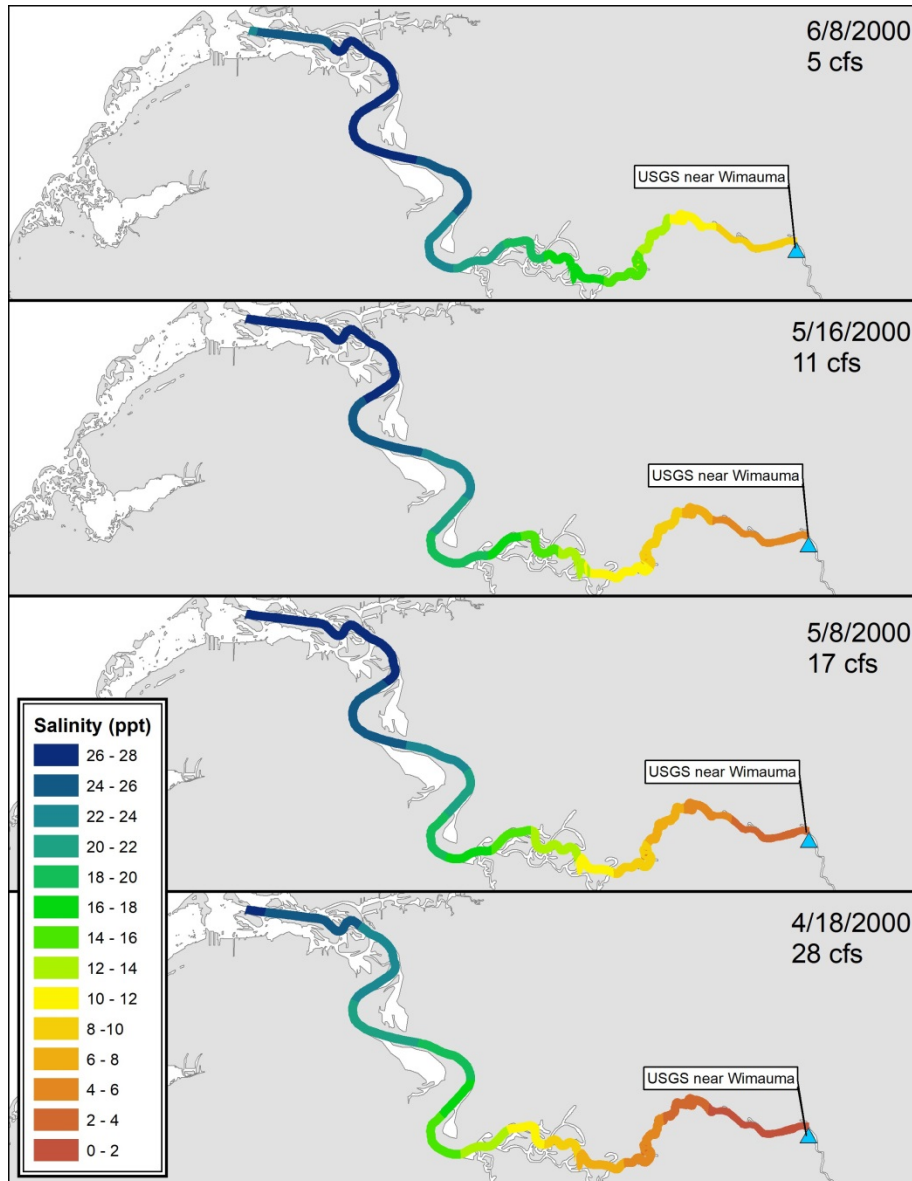 6/8/2000
5 cfs
USGS near Wimauma
5/16/2000
11 cfs
USGS near Wimauma
5/8/2000
17 cfs
USGS near Wimauma
Salinity (ppt)
26 - 28
24 - 26
22 - 24
20 - 22
18 - 20
16 - 18
14 - 16
12 - 14
10 - 12
8 -10
6 - 8
4 - 6
2 - 4
0 - 2
4/18/2000
28 cfs
USGS near Wimauma